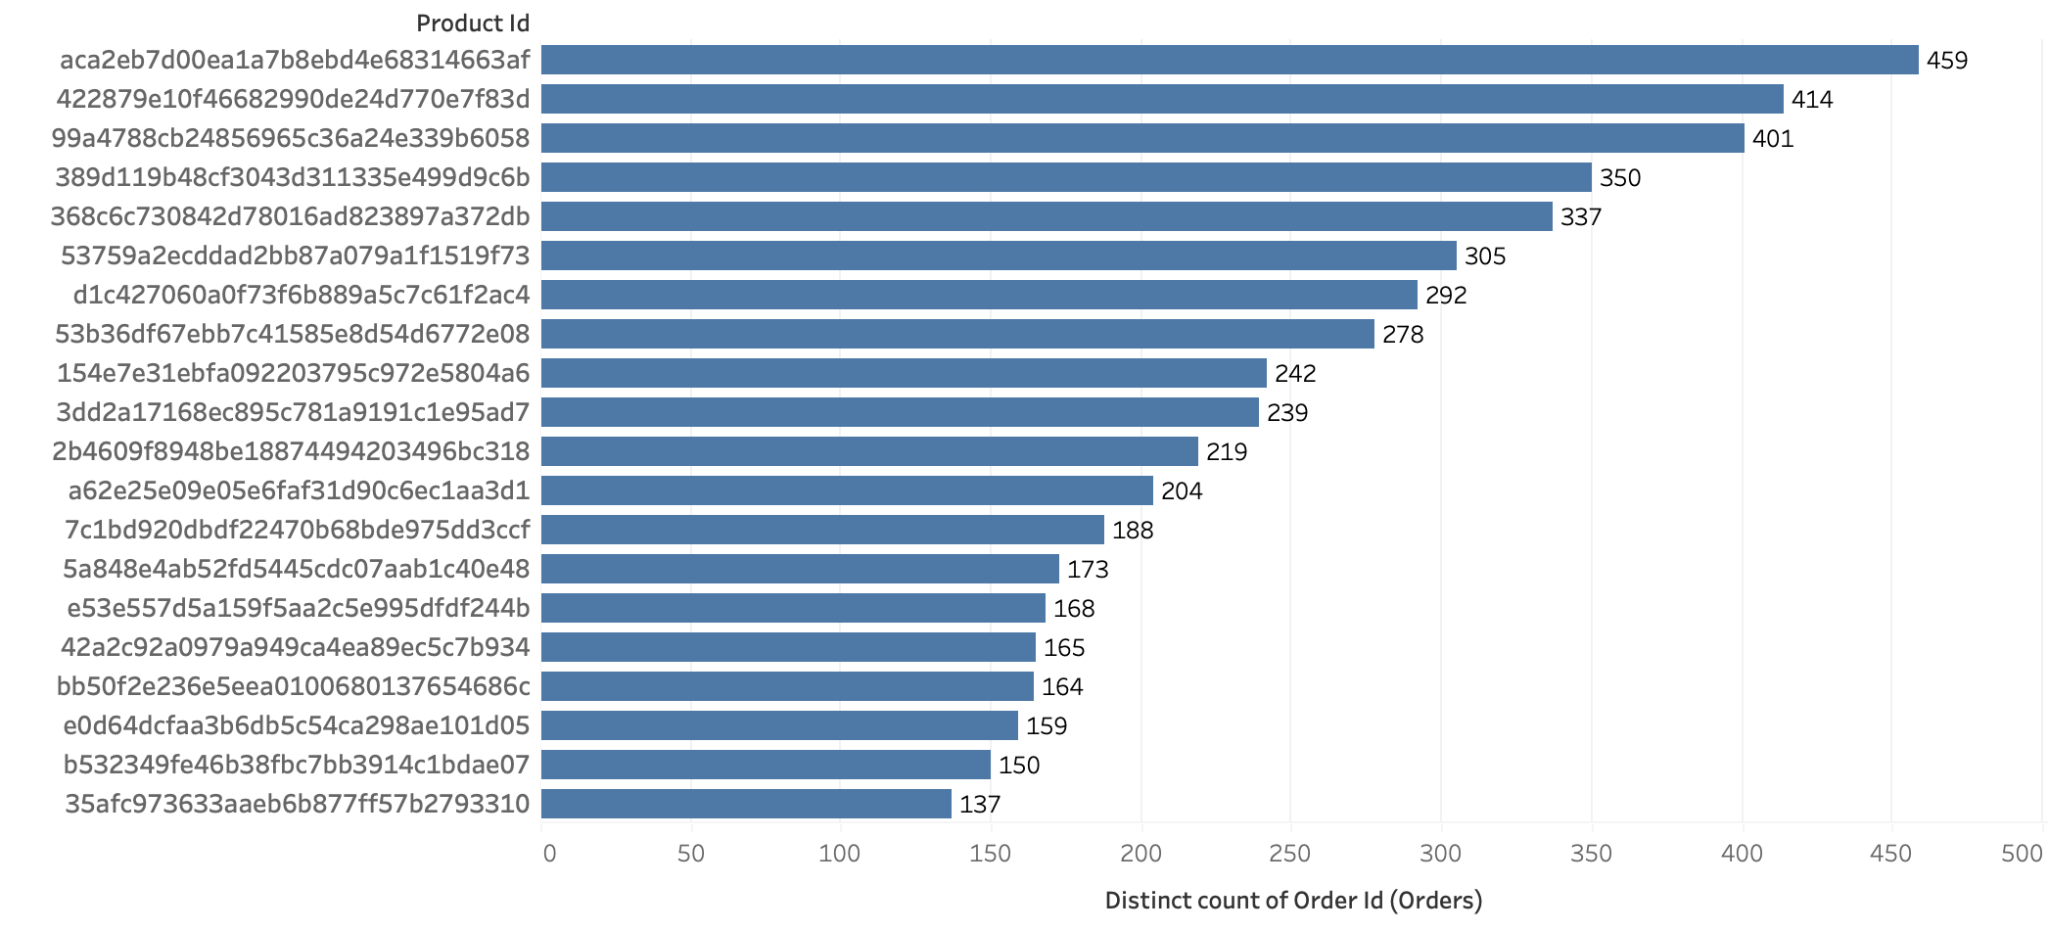 Product Id
aca2eb7d00ea1a7b8ebd4e68314663af 459
422879e10f46682990de24d770e7f83d 414
99a4788cb24856965c36a24e339b6058 401
389d119b48cf3043d311335e499d9c6b 350
368c6c730842d78016ad823897a372db 337
53759a2ecddad2bb87a079a1f1519f73 305
d1c427060a0f73f6b889a5c7c61f2ac4 292
53b36df67ebb7c41585e8d54d6772e08 278
154e7e31ebfa092203795c972e5804a6 242
3dd2a17168ec895c781a9191c1e95ad7 239
2b4609f8948be18874494203496bc318 219
a62e25e09e05e6faf31d90c6ec1aa3d1 204
7c1bd920dbdf22470b68bde975dd3ccf 188
5a848e4ab52fd5445cdc07aab1c40e48 173
e53e557d5a159f5aa2c5e995dfdf244b 168
42a2c92a0979a949ca4ea89ec5c7b934 165
bb50f2e236e5eea0100680137654686c 164
e0d64dcfaa3b6db5c54ca298ae101d05 159
b532349fe46b38fbc7bb3914c1bdae07 150
35afc973633aaeb6b877ff57b2793310 137
0 50 100 150 200 250 300 350 400 450 500
Distinct count of Order Id (Orders)